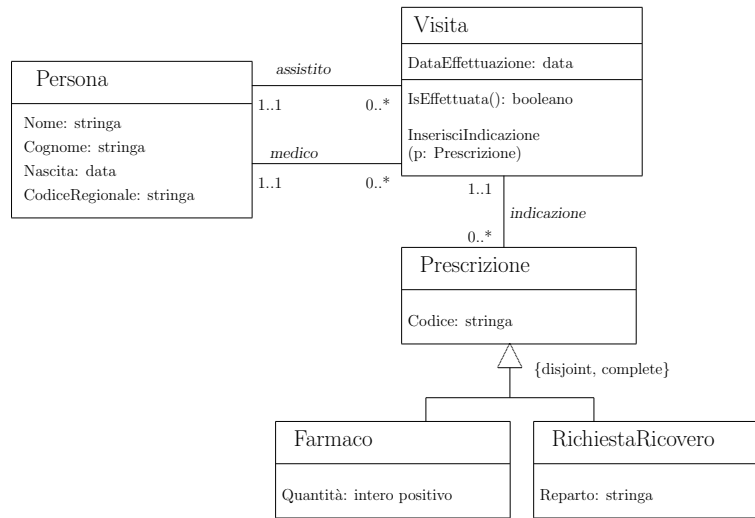 Visita
DataEffettuazione: data
IsEffettuata(): booleano
InserisciIndicazione
(p: Prescrizione)
Persona
Nome: stringa
Cognome: stringa
Nascita: data
CodiceRegionale: stringa
assistito
1..1 0..*
medico
1..1 0..*
1..1
indicazione
0..*
Prescrizione
Codice: stringa
{disjoint, complete}
Farmaco
Quantità: intero positivo
RichiestaRicovero
Reparto: stringa